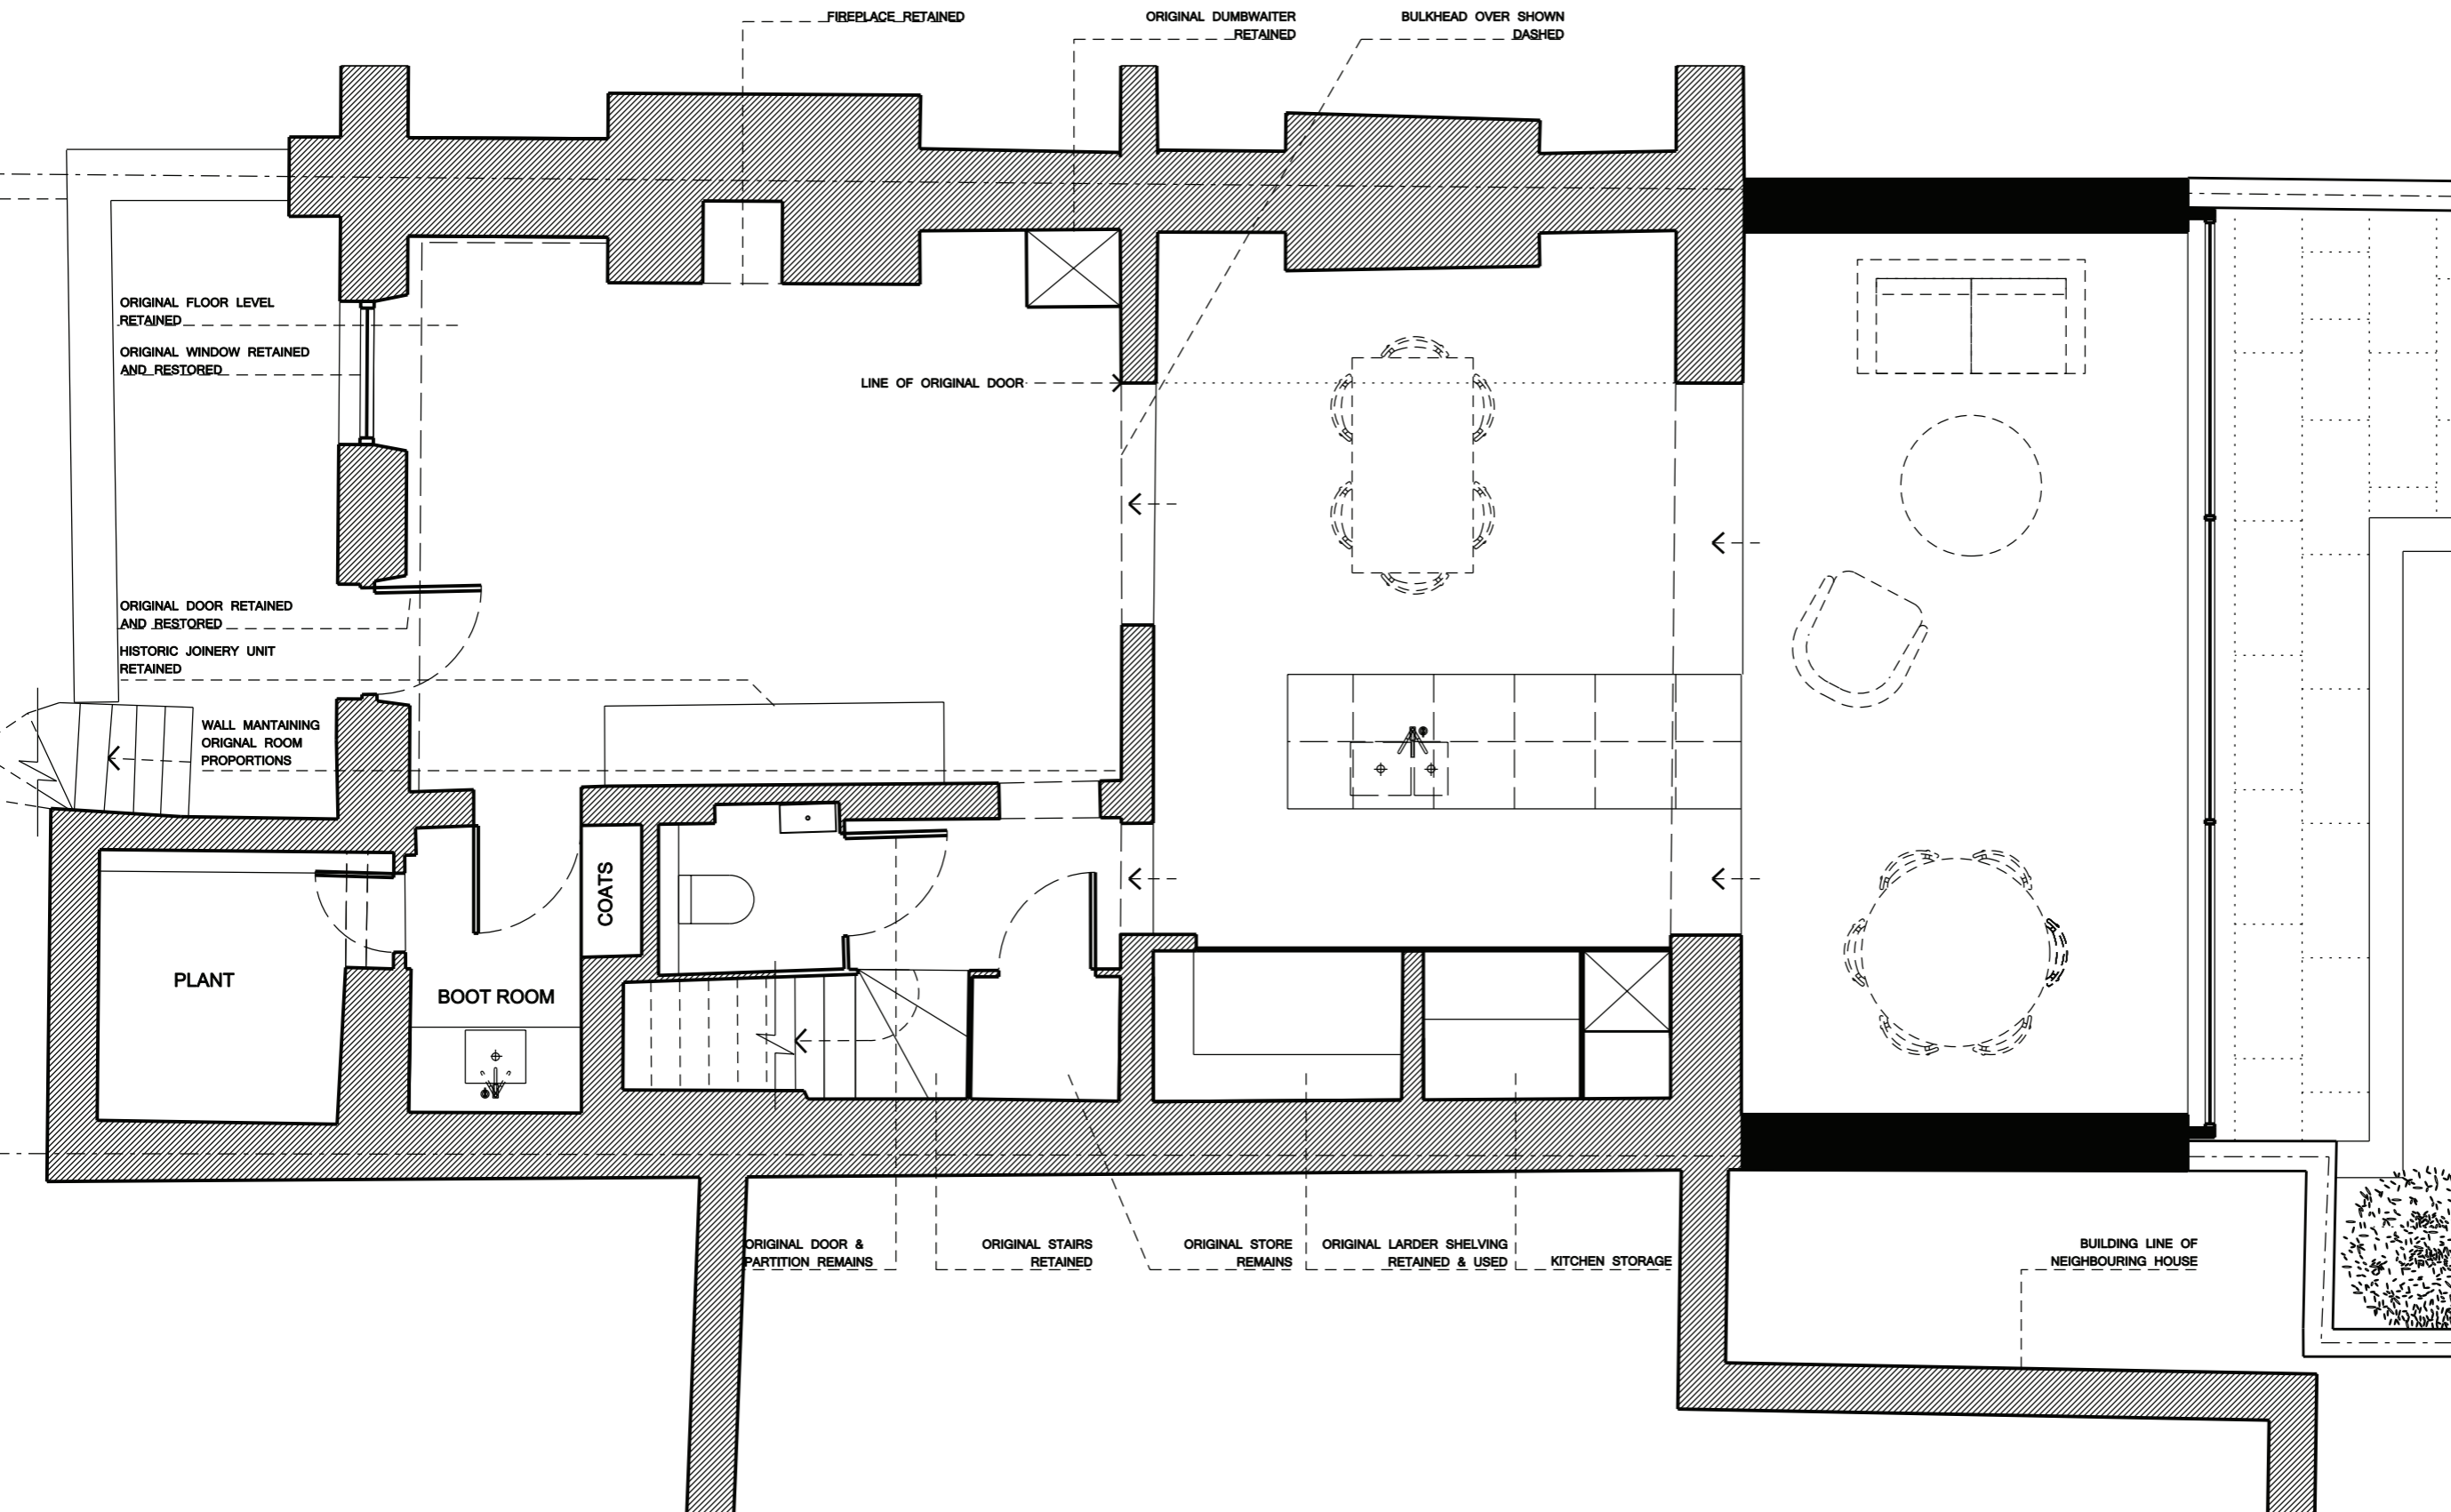 FIREPLACE RETAINED
ORIGINAL DUMBWAITER
RETAINED
BULKHEAD OVER SHOWN
DASHED
ORIGINAL FLOOR LEVEL
RETAINED
ORIGINAL WINDOW RETAINED
AND RESTORED
LINE OF ORIGINAL DOOR
ORIGINAL DOOR RETAINED
AND RESTORED
HISTORIC JOINERY UNIT
RETAINED
WALL MANTAINING
ORIGNAL ROOM
PROPORTIONS
COATS
PLANT
BOOT ROOM
ORIGINAL DOOR &
PARTITION REMAINS
ORIGINAL STAIRS
RETAINED
ORIGINAL STORE
REMAINS
ORIGINAL LARDER SHELVING
RETAINED & USED
KITCHEN STORAGE
BUILDING LINE OF
NEIGHBOURING HOUSE